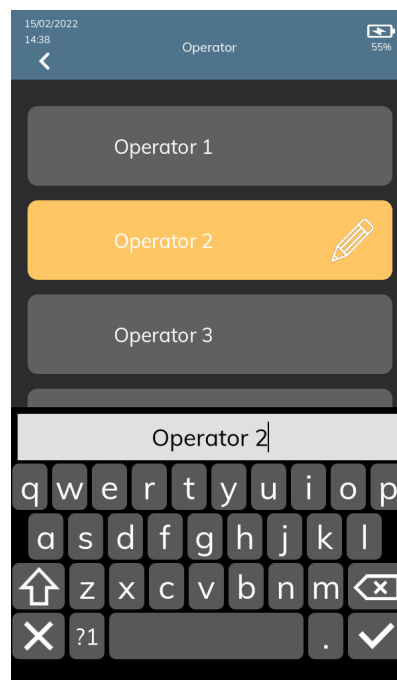 15/02/2022
14:38
Operator
55%
Operator 1
Operator 2
Operator 3
Operator 2
q w e r t y u i o p
a s d f g h j k l
z x c v b n m
?1 .